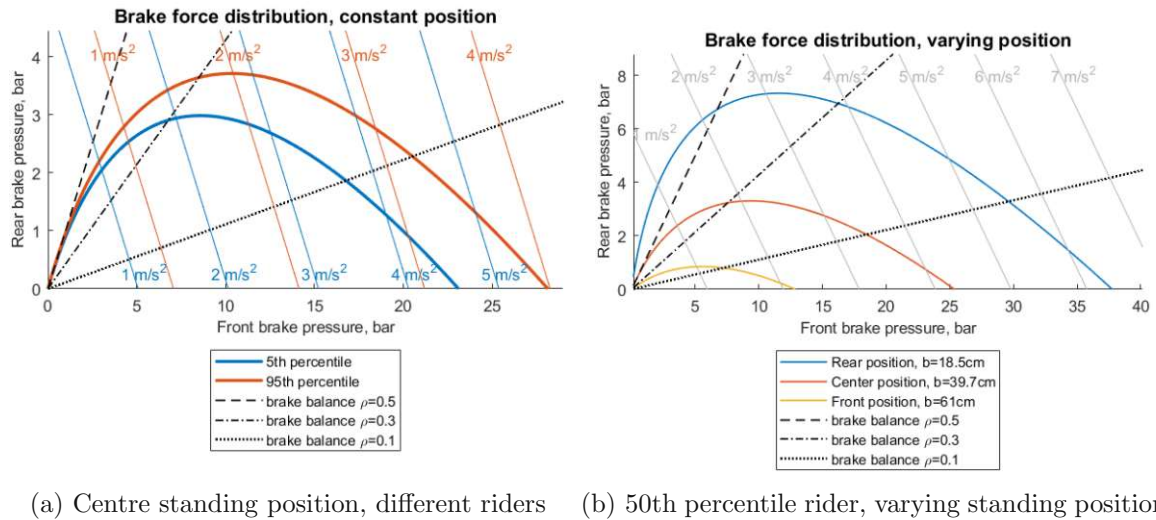 Brake force distribution, constant position
Rear brake pressure, bar
4
3
2
1
0
1 m/s²
2 m/s²
3 m/s²
4 m/s²
1 m/s²
2 m/s²
3 m/s²
4 m/s²
5 m/s²
0
5
10
15
20
25
Front brake pressure, bar
5th percentile
95th percentile
brake balance ρ=0.5
brake balance ρ=0.3
brake balance ρ=0.1
(a) Centre standing position, different riders
Brake force distribution, varying position
Rear brake pressure, bar
8
6
4
2
0
1 m/s²
2 m/s²
3 m/s²
4 m/s²
5 m/s²
6 m/s²
7 m/s²
5
10
15
20
25
30
35
40
Front brake pressure, bar
Rear position, b=18.5cm
Center position, b=39.7cm
Front position, b=61cm
brake balance ρ=0.5
brake balance ρ=0.3
brake balance ρ=0.1
(b) 50th percentile rider, varying standing position